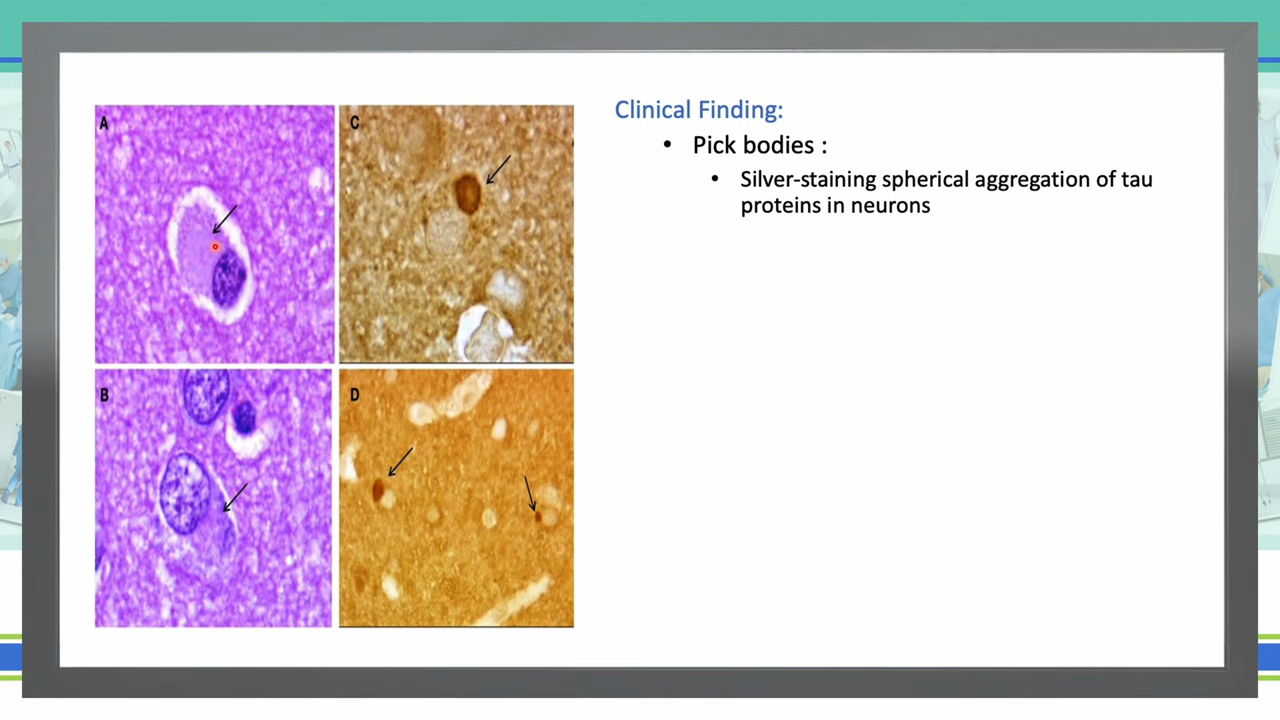 A
C
B
D
Clinical Finding:
• Pick bodies :
• Silver-staining spherical aggregation of tau
proteins in neurons